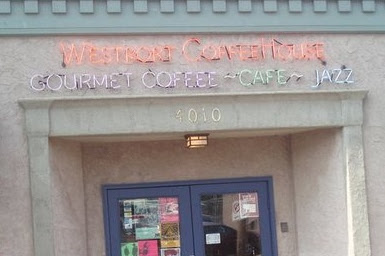 WESTPORT COFFEEHOUSE
GOURMET COFFEE ~CAFE~ JAZZ
4010